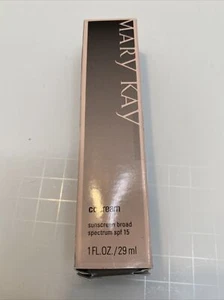 MARY KAY
cc cream
sunscreen broad
spectrum spf 15
1 FL. OZ. / 29 ml